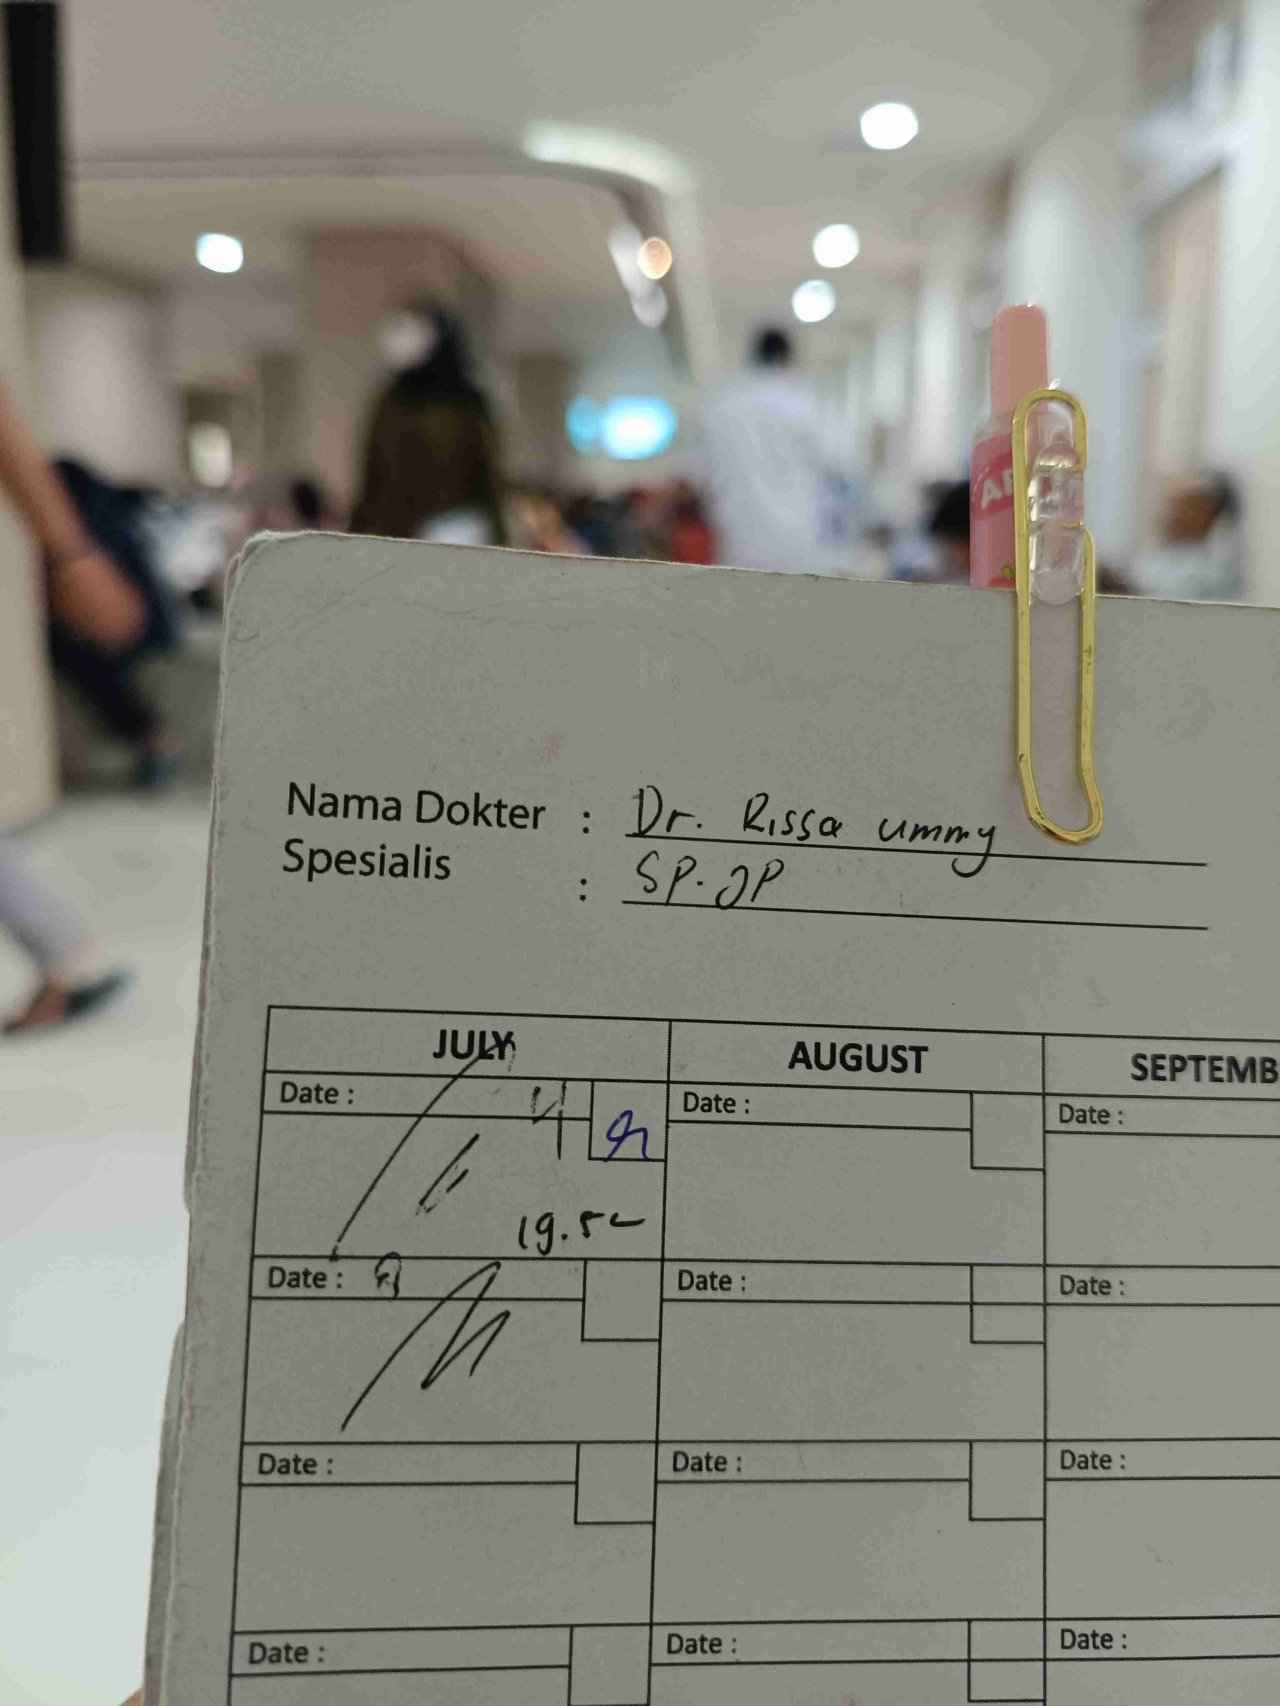 Nama Dokter : Dr. Rissa ummy
Spesialis : SP. JP
JULY AUGUST SEPTEMB
Date : 4 Date : Date :
19.52
Date : Date : Date :
Date : Date : Date :
Date : Date : Date :